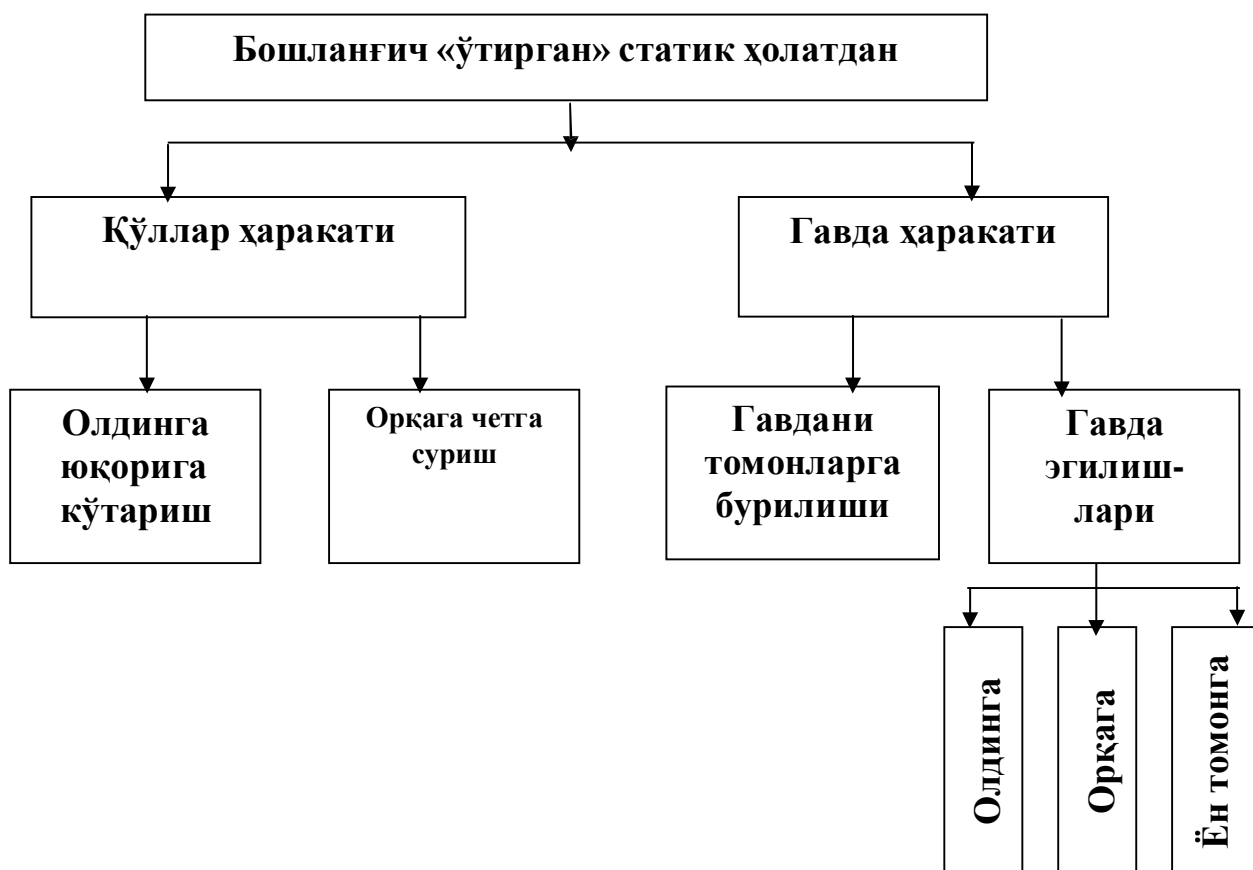 Бошланғич «ўтирган» статик ҳолатдан
Қўллар ҳаракати
Гавда ҳаракати
Олдинга
юқорига
кўтариш
Орқага четга
суриш
Гавдани
томонларга
бурилиши
Гавда
эгилиш-
лари
Олдинга
Орқага
Ён томонга